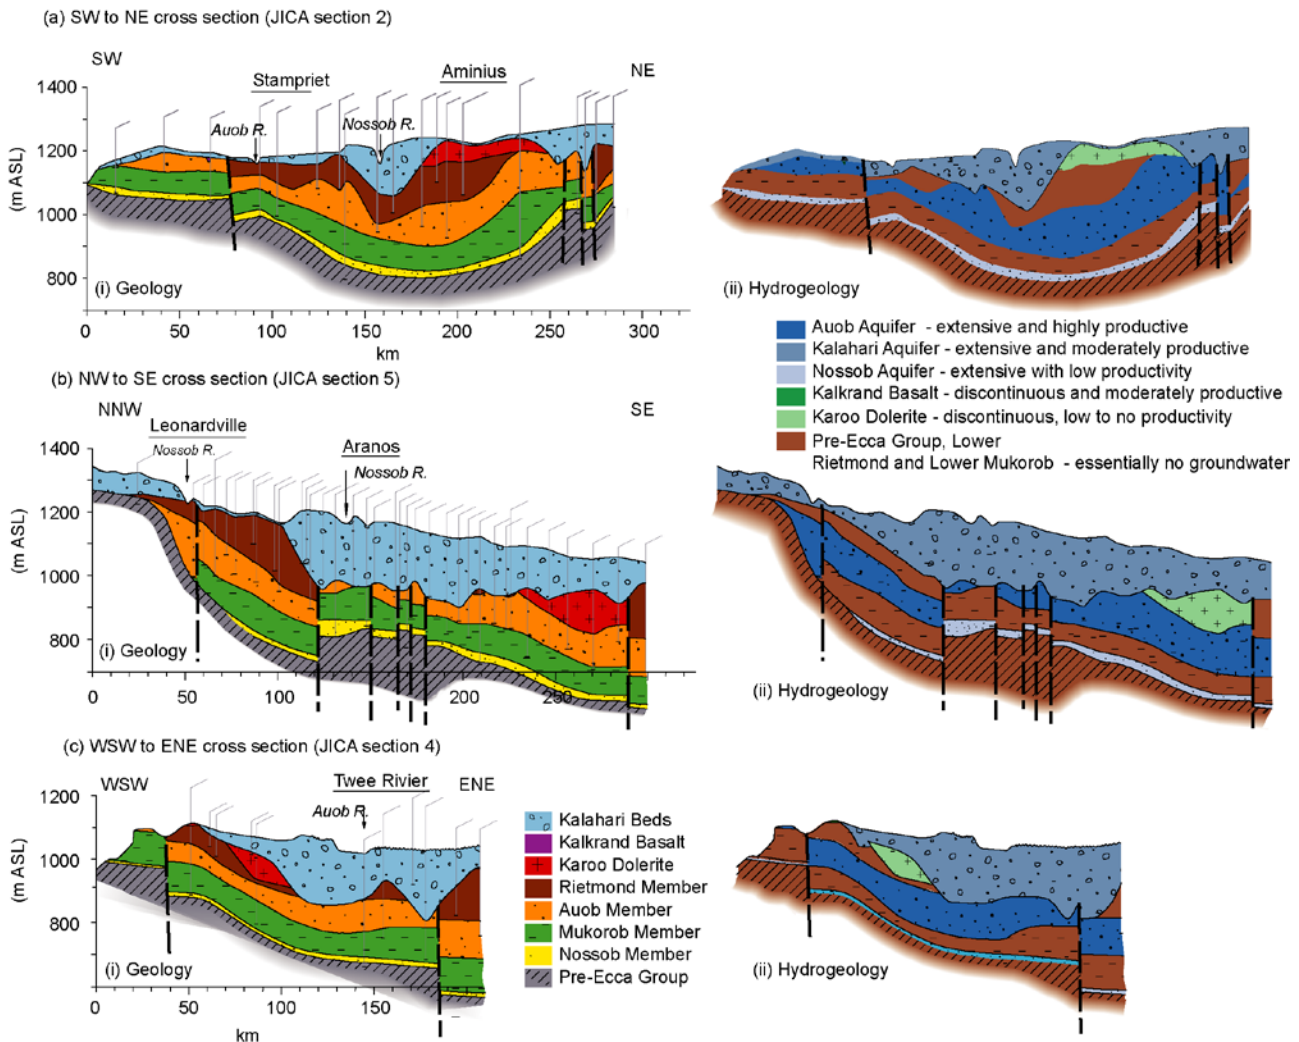 (a) SW to NE cross section (JICA section 2)
SW
Stampriet
Aminius
NE
Auob R.
Nossob R.
1400
1200
1000
800
(m ASL)
(i) Geology
0 50 100 150 200 250 300
km
(ii) Hydrogeology
Auob Aquifer - extensive and highly productive
Kalahari Aquifer - extensive and moderately productive
Nossob Aquifer - extensive with low productivity
Kalkrand Basalt - discontinuous and moderately productive
Karoo Dolerite - discontinuous, low to no productivity
Pre-Ecca Group, Lower
Rietmond and Lower Mukorob - essentially no groundwater
(b) NW to SE cross section (JICA section 5)
NNW
SE
Leonardville
Nossob R.
Aranos
Nossob R.
1400
1200
1000
800
(m ASL)
(i) Geology
0 50 100 150 200 250
(ii) Hydrogeology
(c) WSW to ENE cross section (JICA section 4)
WSW
Twee Rivier
ENE
Auob R.
1200
1000
800
(m ASL)
(i) Geology
0 50 100 150
km
Kalahari Beds
Kalkrand Basalt
Karoo Dolerite
Rietmond Member
Auob Member
Mukorob Member
Nossob Member
Pre-Ecca Group
(ii) Hydrogeology